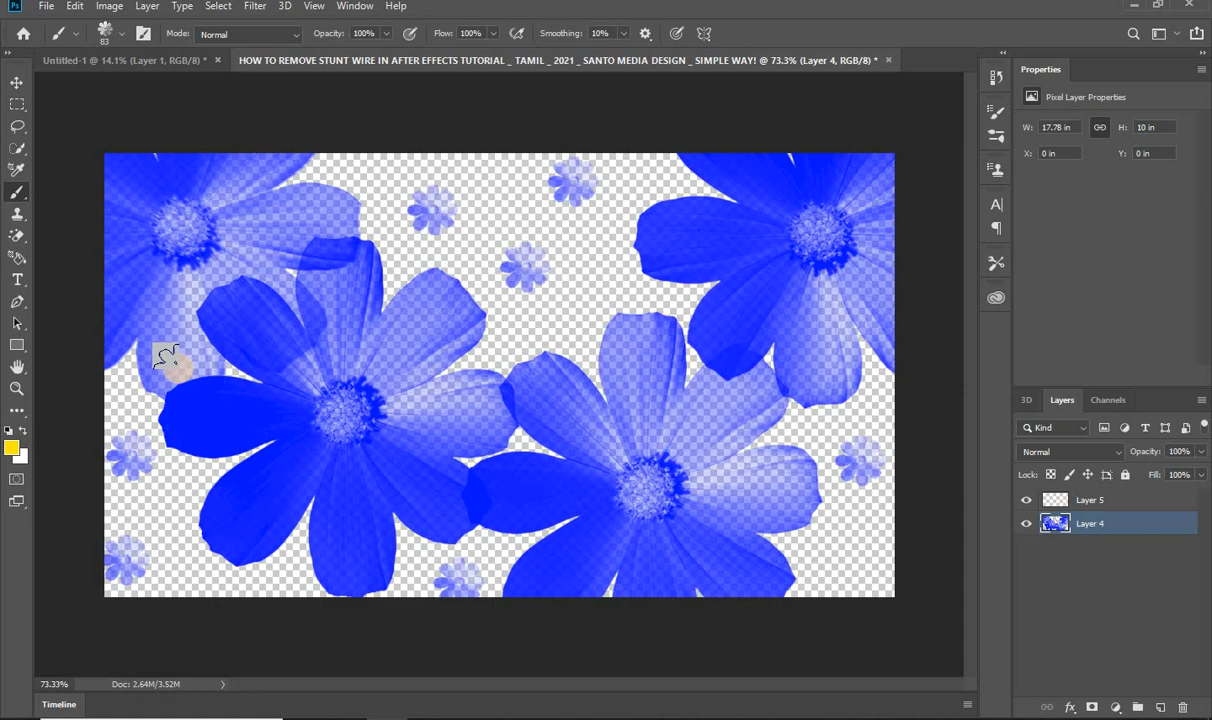 Ps File Edit Image Layer Type Select Filter 3D View Window Help
83 Mode: Normal Opacity: 100% Flow: 100% Smoothing: 10%
Untitled-1 @ 14.1% (Layer 1, RGB/8) * × HOW TO REMOVE STUNT WIRE IN AFTER EFFECTS TUTORIAL _ TAMIL _ 2021 _ SANTO MEDIA DESIGN _ SIMPLE WAY! @ 73.3% (Layer 4, RGB/8) * ×
Properties
Pixel Layer Properties
W: 17.78 in H: 10 in
X: 0 in Y: 0 in
3D Layers Channels
Kind
Normal Opacity: 100%
Lock: Fill: 100%
Layer 5
Layer 4
73.33% Doc: 2.64M/3.52M
Timeline